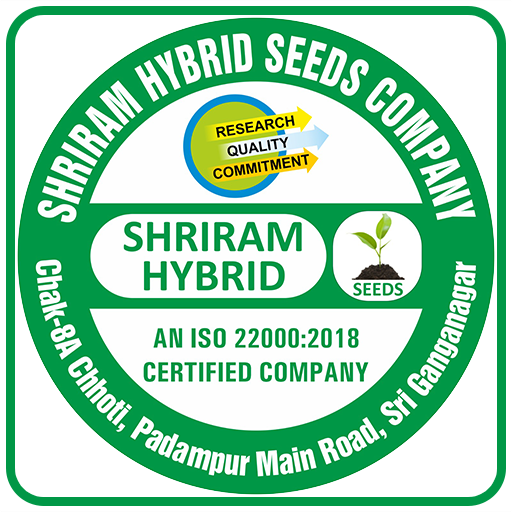 SHRIRAM HYBRID SEEDS COMPANY
RESEARCH
QUALITY
COMMITMENT
SHRIRAM
HYBRID
SEEDS
AN ISO 22000:2018
CERTIFIED COMPANY
Chak-8A Chhoti, Padampur Main Road, Sri Ganganagar